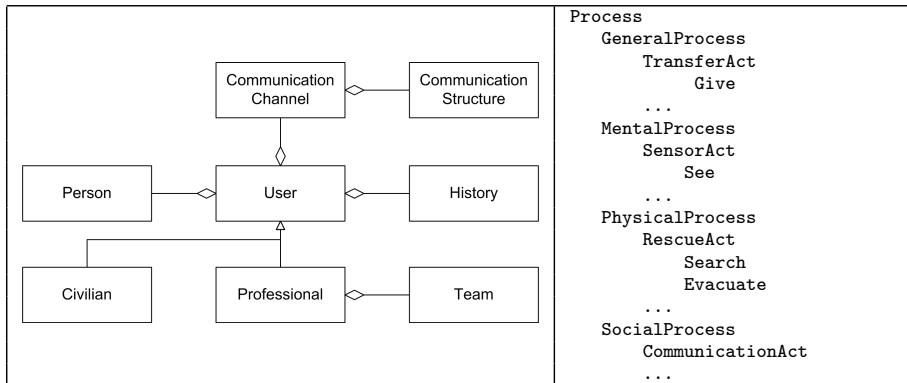 Communication
Channel
Communication
Structure
Person
User
History
Civilian
Professional
Team
Process
GeneralProcess
TransferAct
Give
...
MentalProcess
SensorAct
See
...
PhysicalProcess
RescueAct
Search
Evacuate
...
SocialProcess
CommunicationAct
...